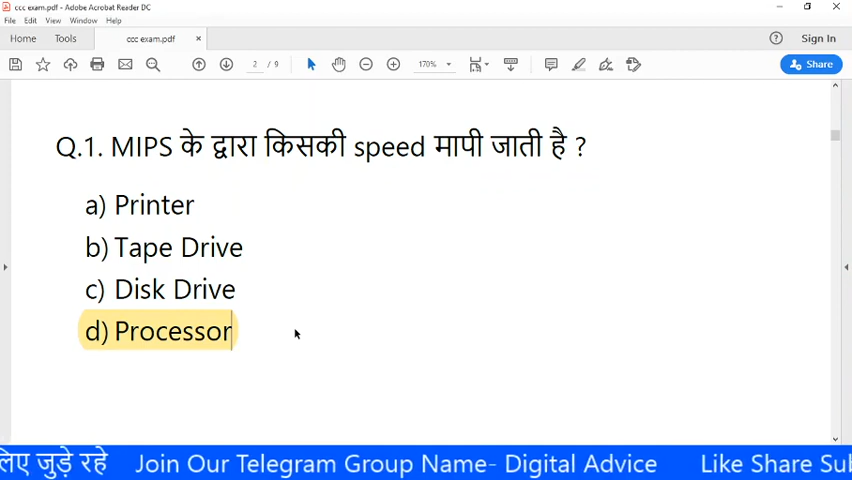 ccc exam.pdf - Adobe Acrobat Reader DC
File Edit View Window Help
Home Tools ccc exam.pdf × Sign In
2 / 9 170% Share
Q.1. MIPS के द्वारा किसकी speed मापी जाती है ?
a) Printer
b) Tape Drive
c) Disk Drive
d) Processor
लिए जुड़े रहे Join Our Telegram Group Name- Digital Advice Like Share Sub